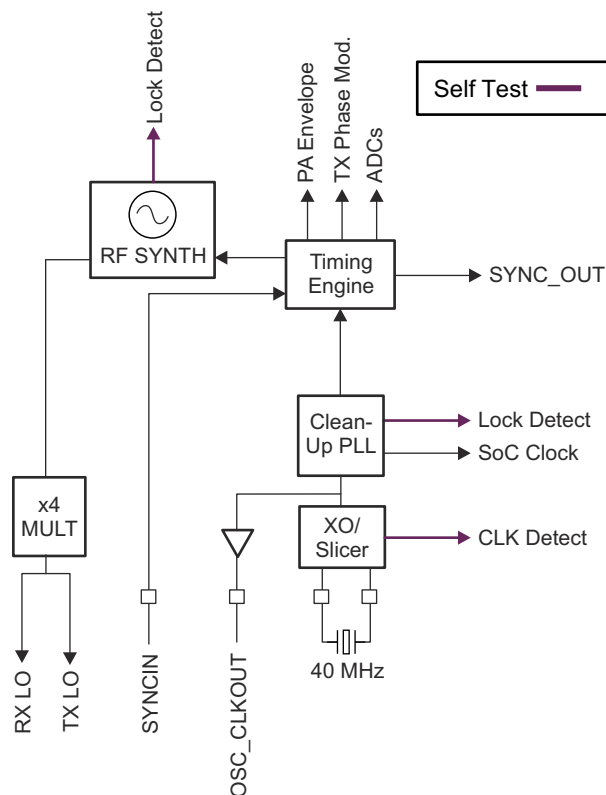 Lock Detect
Self Test
PA Envelope
TX Phase Mod.
ADCs
RF SYNTH
Timing
Engine
SYNC_OUT
Clean-
Up PLL
Lock Detect
SoC Clock
x4
MULT
XO/
Slicer
CLK Detect
40 MHz
RX LO
TX LO
SYNCIN
OSC_CLKOUT